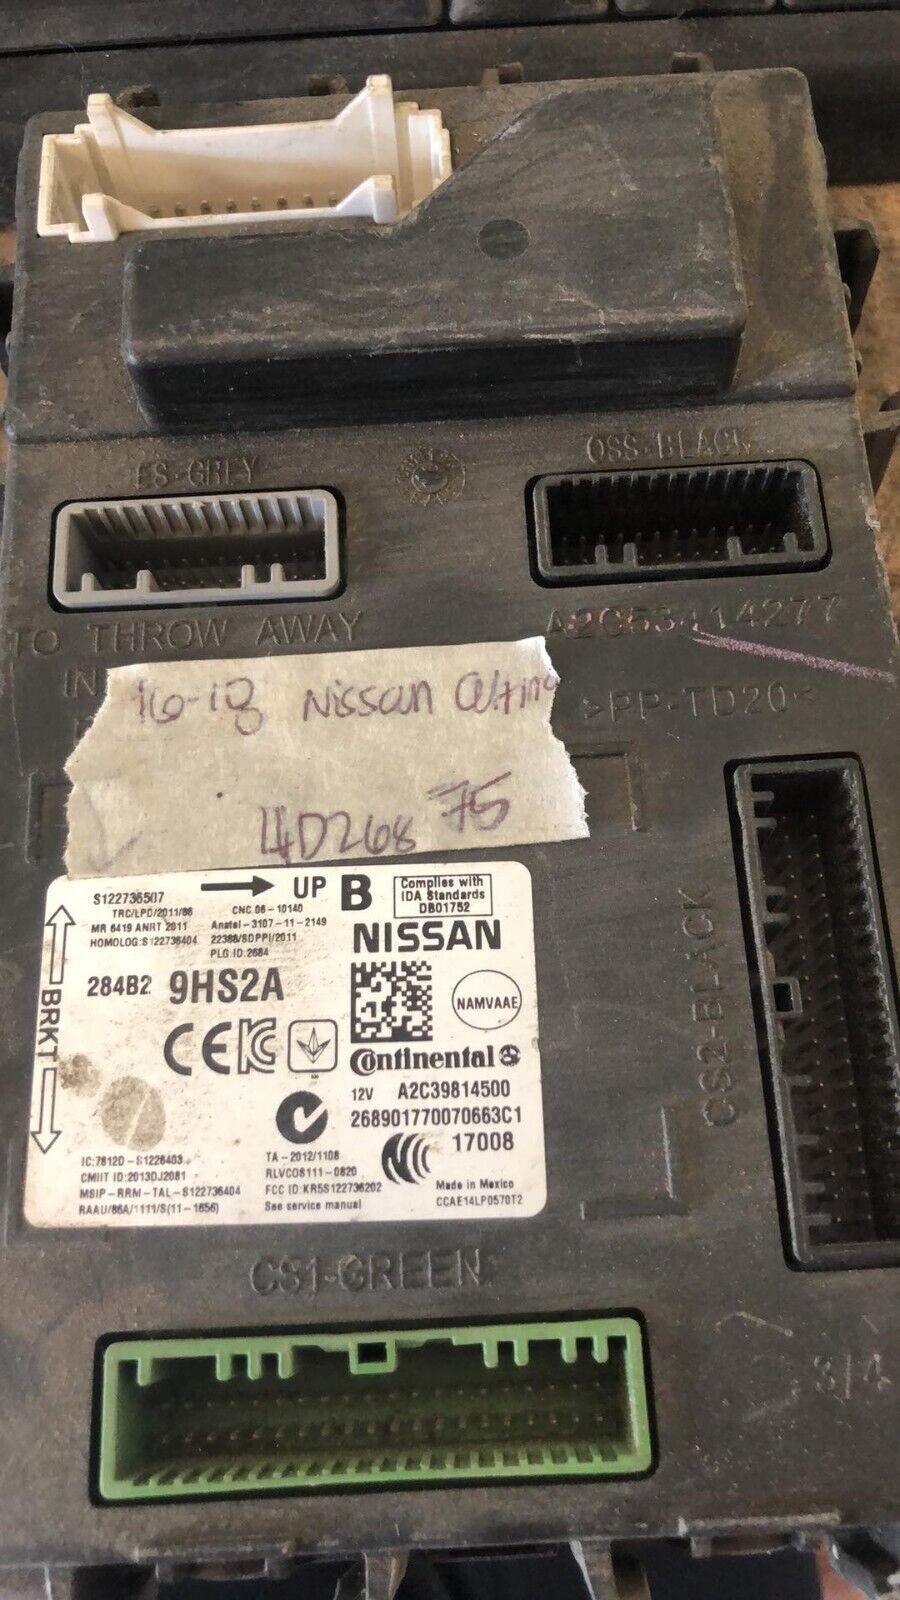 ES-GREY
OSS-BLACK
TO THROW AWAY
A2C53414277
IN
>PP-TD20<
16-18 Nissan Altima
4D268 75
S122736507
UP B
Complies with
IDA Standards
DB01752
TRC/LPD/2011/86
CNC 06-10140
MR 6419 ANRT 2011
Anatel-3107-11-2149
HOMOLOG:S122736404
22388/SDPPI/2011
PLG.ID.2684
NISSAN
284B2 9HS2A
NAMVAAE
BRKT
CE
Continental
12V A2C39814500
268901770070663C1
17008
IC:7812D-S1226403
TA-2012/1108
CMIIT ID:2013DJ2081
RLVCOS111-0820
MSIP-RRM-TAL-S122736404
FCC ID:KR5S122736202
Made in Mexico
RAAU/86A/1111/S(11-1656)
See service manual
CCAE14LP0570T2
CS2-BLACK
CS1-GREEN
3/4